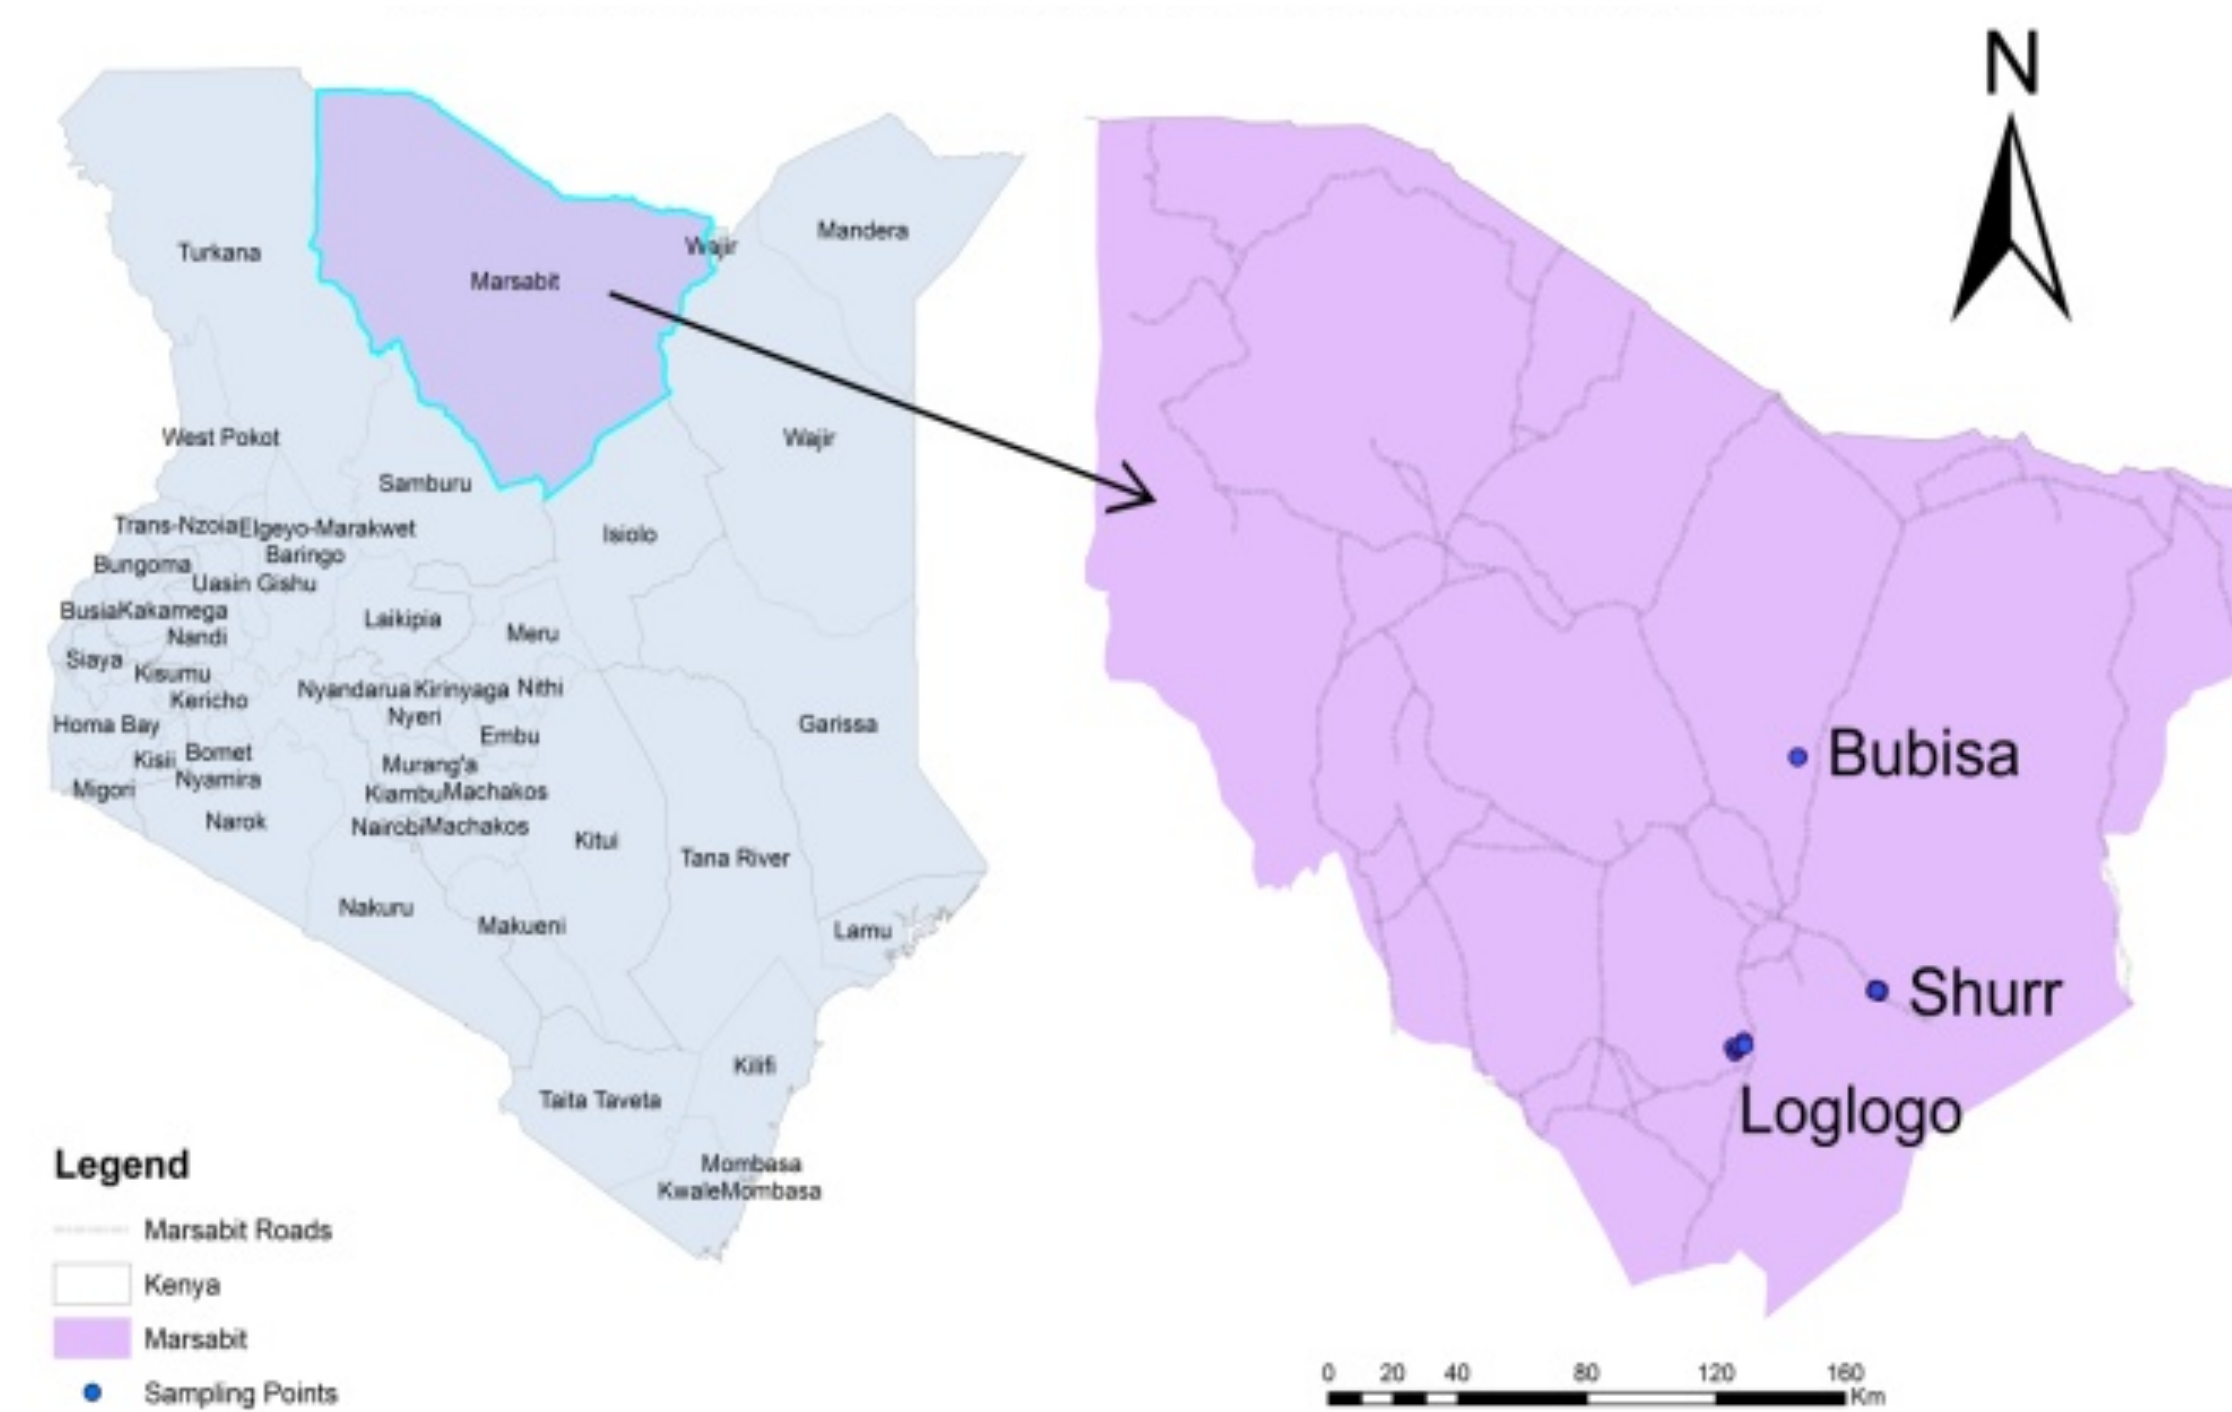 N
Turkana
Marsabit
Wajir
Mandera
West Pokot
Samburu
Wajir
Trans-Nzoia
Elgeyo-Marakwet
Isiolo
Baringo
Bungoma
Uasin Gishu
Busia
Kakamega
Laikipia
Meru
Nandi
Siaya
Kisumu
Nyandarua
Kirinyaga
Nithi
Kericho
Nyeri
Homa Bay
Embu
Garissa
Kisii
Bomet
Murang'a
Nyamira
Migori
Kiambu
Machakos
Narok
Nairobi
Machakos
Kitui
Tana River
Nakuru
Makueni
Lamu
Kilifi
Taita Taveta
Mombasa
Kwale
Mombasa
Bubisa
Shurr
Loglogo
Legend
Marsabit Roads
Kenya
Marsabit
Sampling Points
0 20 40 80 120 160
Km